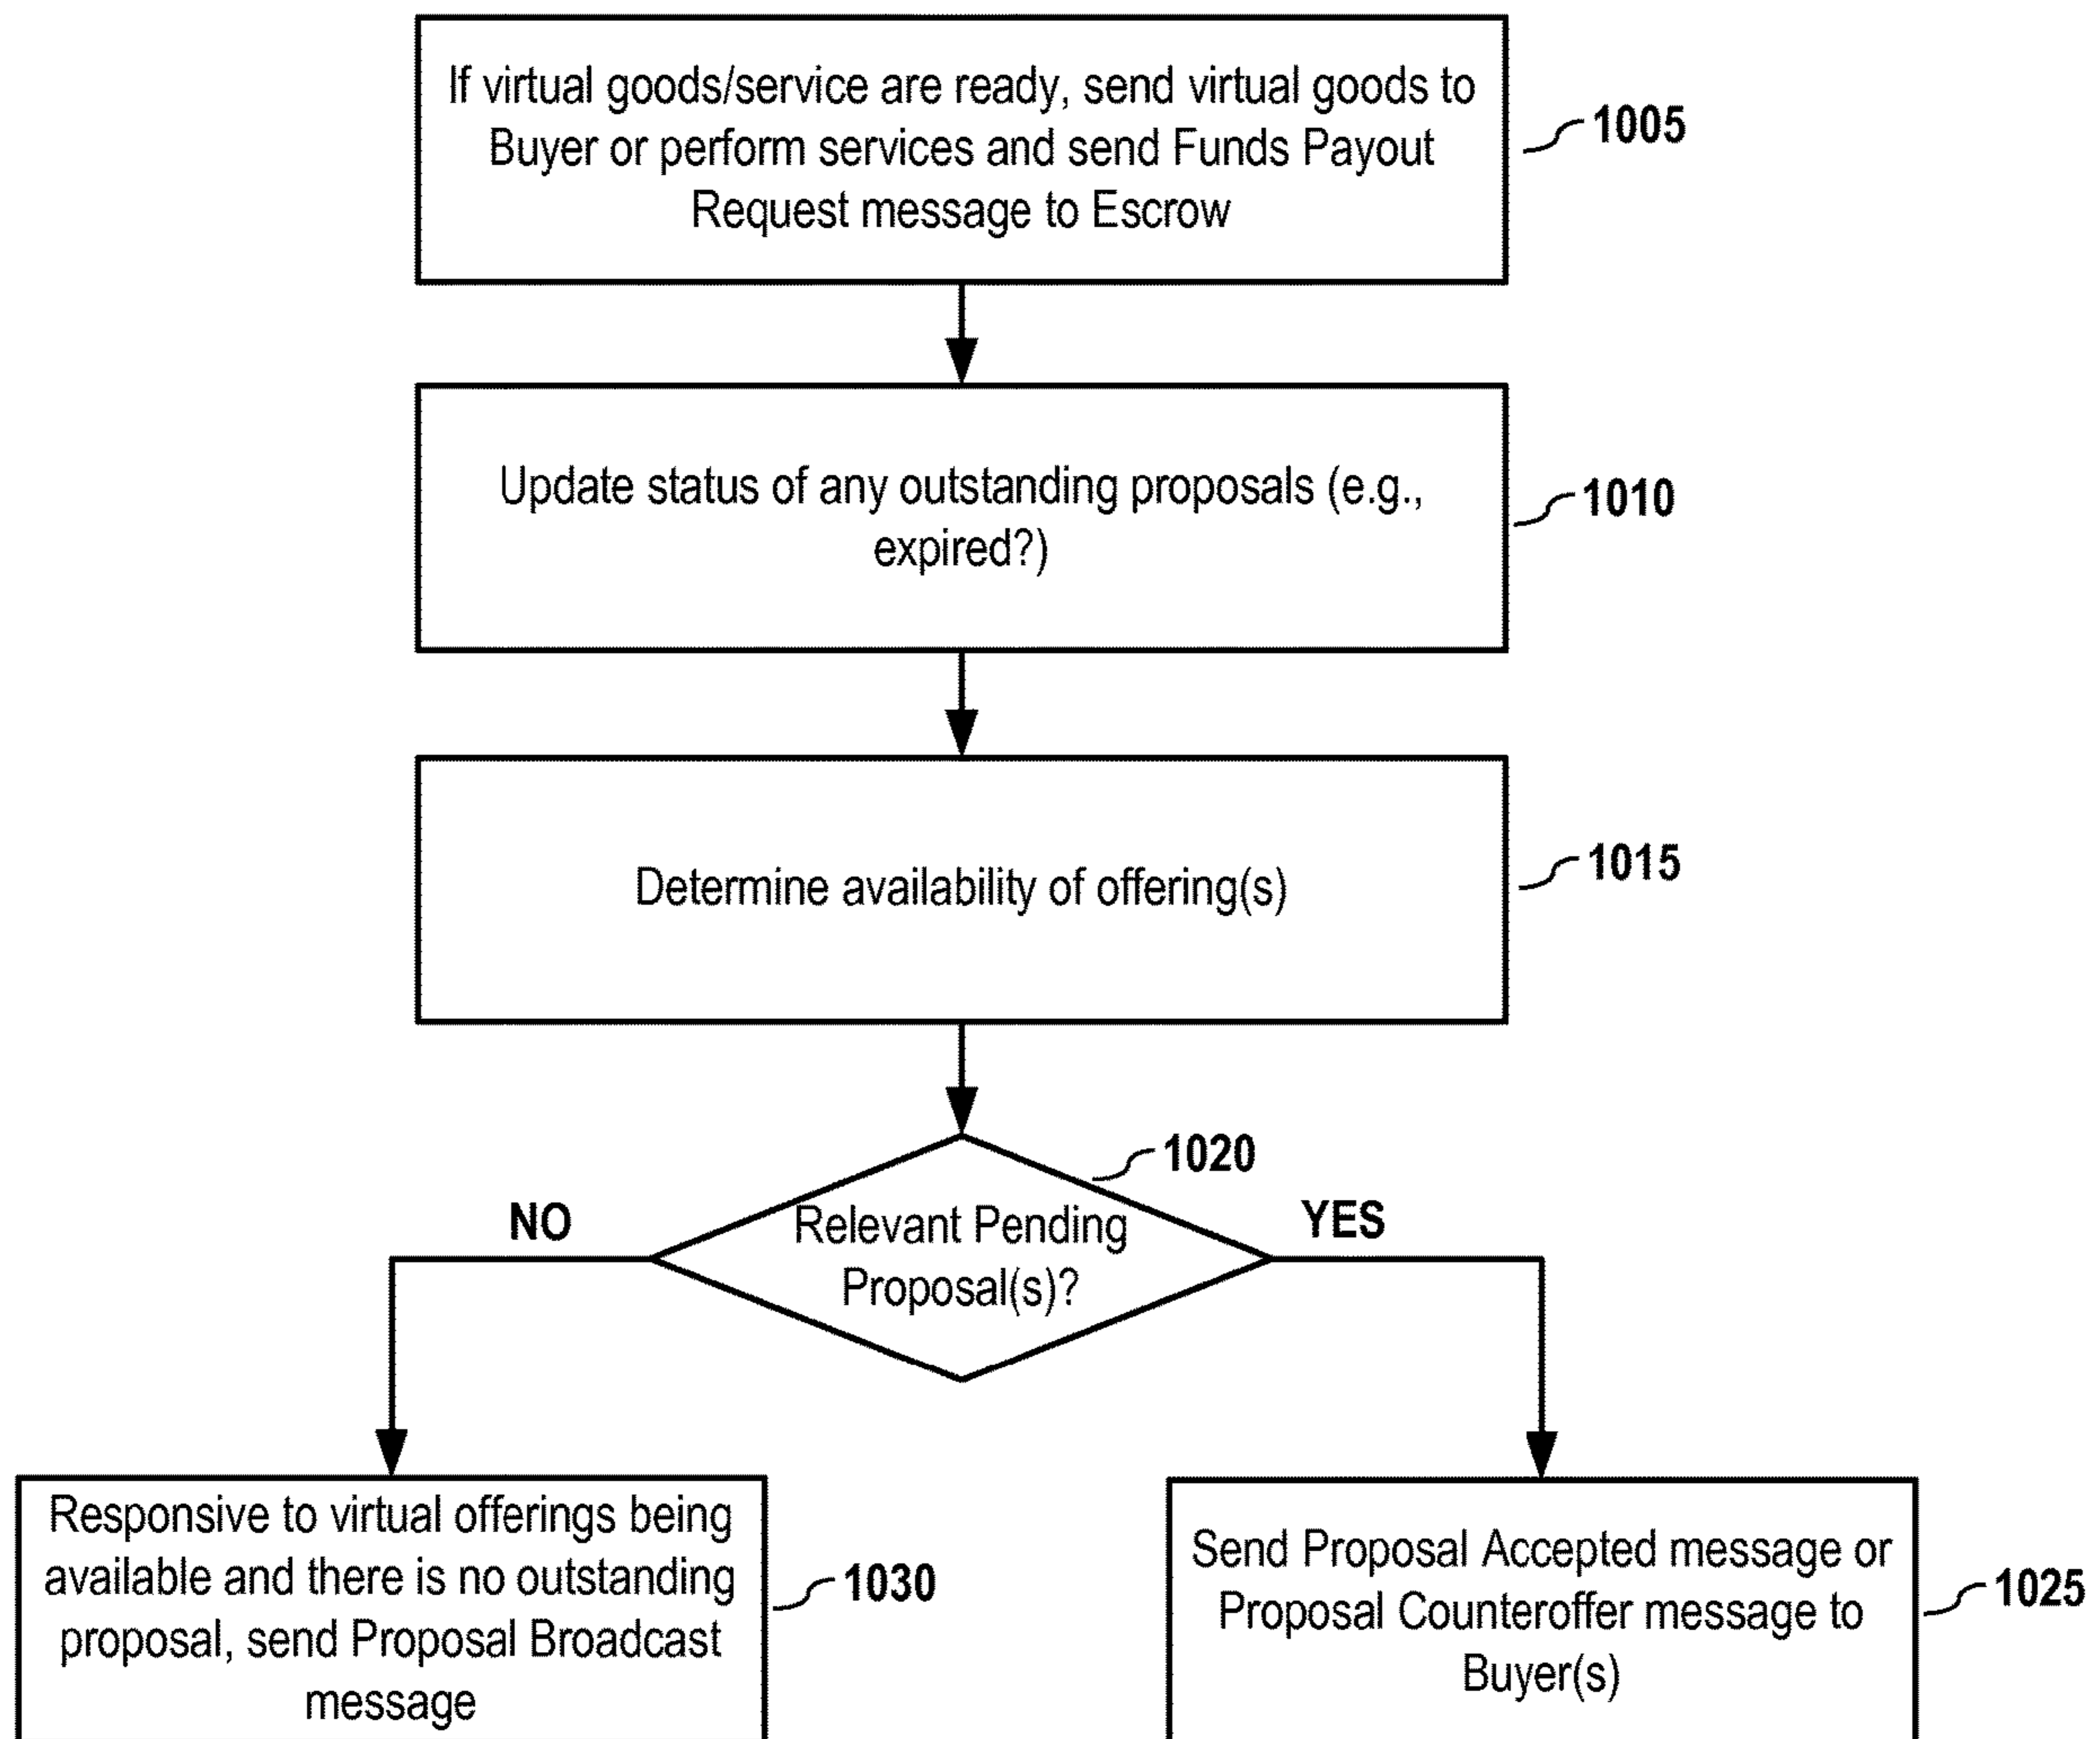 If virtual goods/service are ready, send virtual goods to
Buyer or perform services and send Funds Payout
Request message to Escrow
1005
Update status of any outstanding proposals (e.g.,
expired?)
1010
Determine availability of offering(s)
1015
1020
Relevant Pending
Proposal(s)?
NO
YES
Responsive to virtual offerings being
available and there is no outstanding
proposal, send Proposal Broadcast
message
1030
Send Proposal Accepted message or
Proposal Counteroffer message to
Buyer(s)
1025